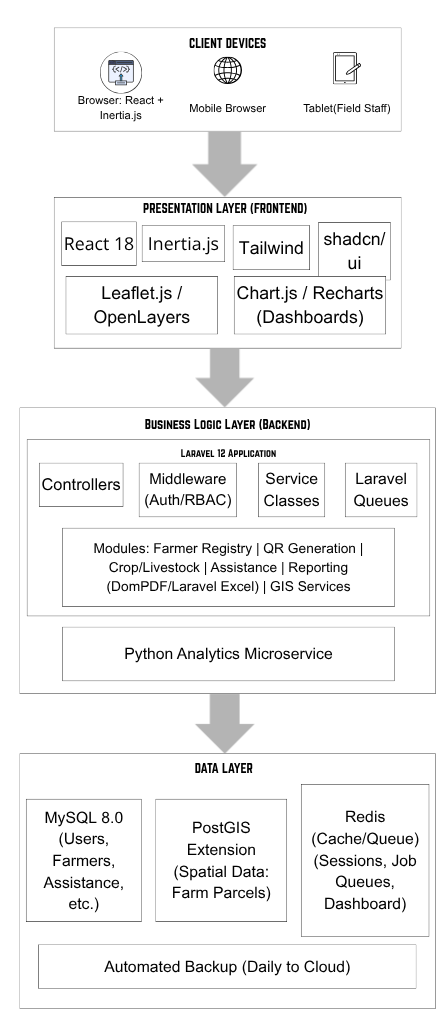 CLIENT DEVICES
Browser: React +
Inertia.js
Mobile Browser
Tablet(Field Staff)
PRESENTATION LAYER (FRONTEND)
React 18
Inertia.js
Tailwind
shadcn/
ui
Leaflet.js /
OpenLayers
Chart.js / Recharts
(Dashboards)
BUSINESS LOGIC LAYER (BACKEND)
LARAVEL 12 APPLICATION
Controllers
Middleware
(Auth/RBAC)
Service
Classes
Laravel
Queues
Modules: Farmer Registry | QR Generation |
Crop/Livestock | Assistance | Reporting
(DomPDF/Laravel Excel) | GIS Services
Python Analytics Microservice
DATA LAYER
MySQL 8.0
(Users,
Farmers,
Assistance,
etc.)
PostGIS
Extension
(Spatial Data:
Farm Parcels)
Redis
(Cache/Queue)
(Sessions, Job
Queues,
Dashboard)
Automated Backup (Daily to Cloud)